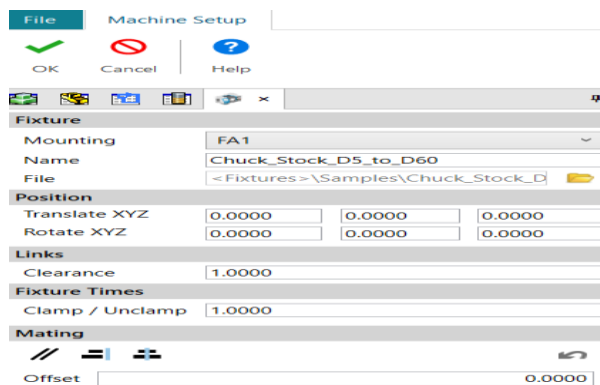 File Machine Setup
OK Cancel Help
Fixture
Mounting FA1
Name Chuck_Stock_D5_to_D60
File <Fixtures>\Samples\Chuck_Stock_D
Position
Translate XYZ 0.0000 0.0000 0.0000
Rotate XYZ 0.0000 0.0000 0.0000
Links
Clearance 1.0000
Fixture Times
Clamp / Unclamp 1.0000
Mating
Offset 0.0000